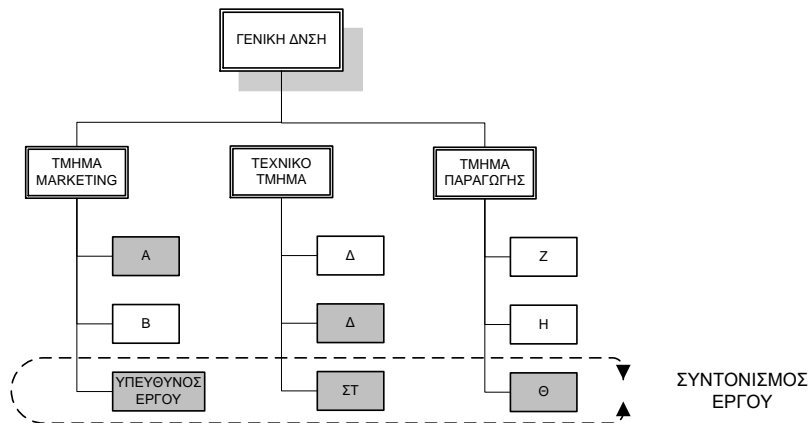 ΓΕΝΙΚΗ ΔΝΣΗ
ΤΜΗΜΑ
MARKETING
ΤΕΧΝΙΚΟ
ΤΜΗΜΑ
ΤΜΗΜΑ
ΠΑΡΑΓΩΓΗΣ
Α
Δ
Ζ
Β
Δ
Η
ΥΠΕΥΘΥΝΟΣ
ΕΡΓΟΥ
ΣΤ
Θ
ΣΥΝΤΟΝΙΣΜΟΣ
ΕΡΓΟΥ